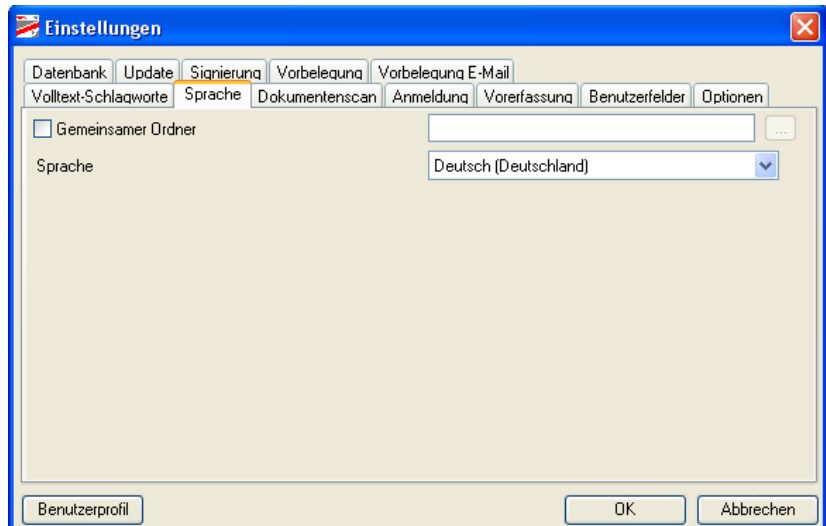 Einstellungen
Datenbank Update Signierung Vorbelegung Vorbelegung E-Mail
Volltext-Schlagworte Sprache Dokumentenscan Anmeldung Vorerfassung Benutzerfelder Optionen
Gemeinsamer Ordner ...
Sprache Deutsch (Deutschland)
Benutzerprofil OK Abbrechen